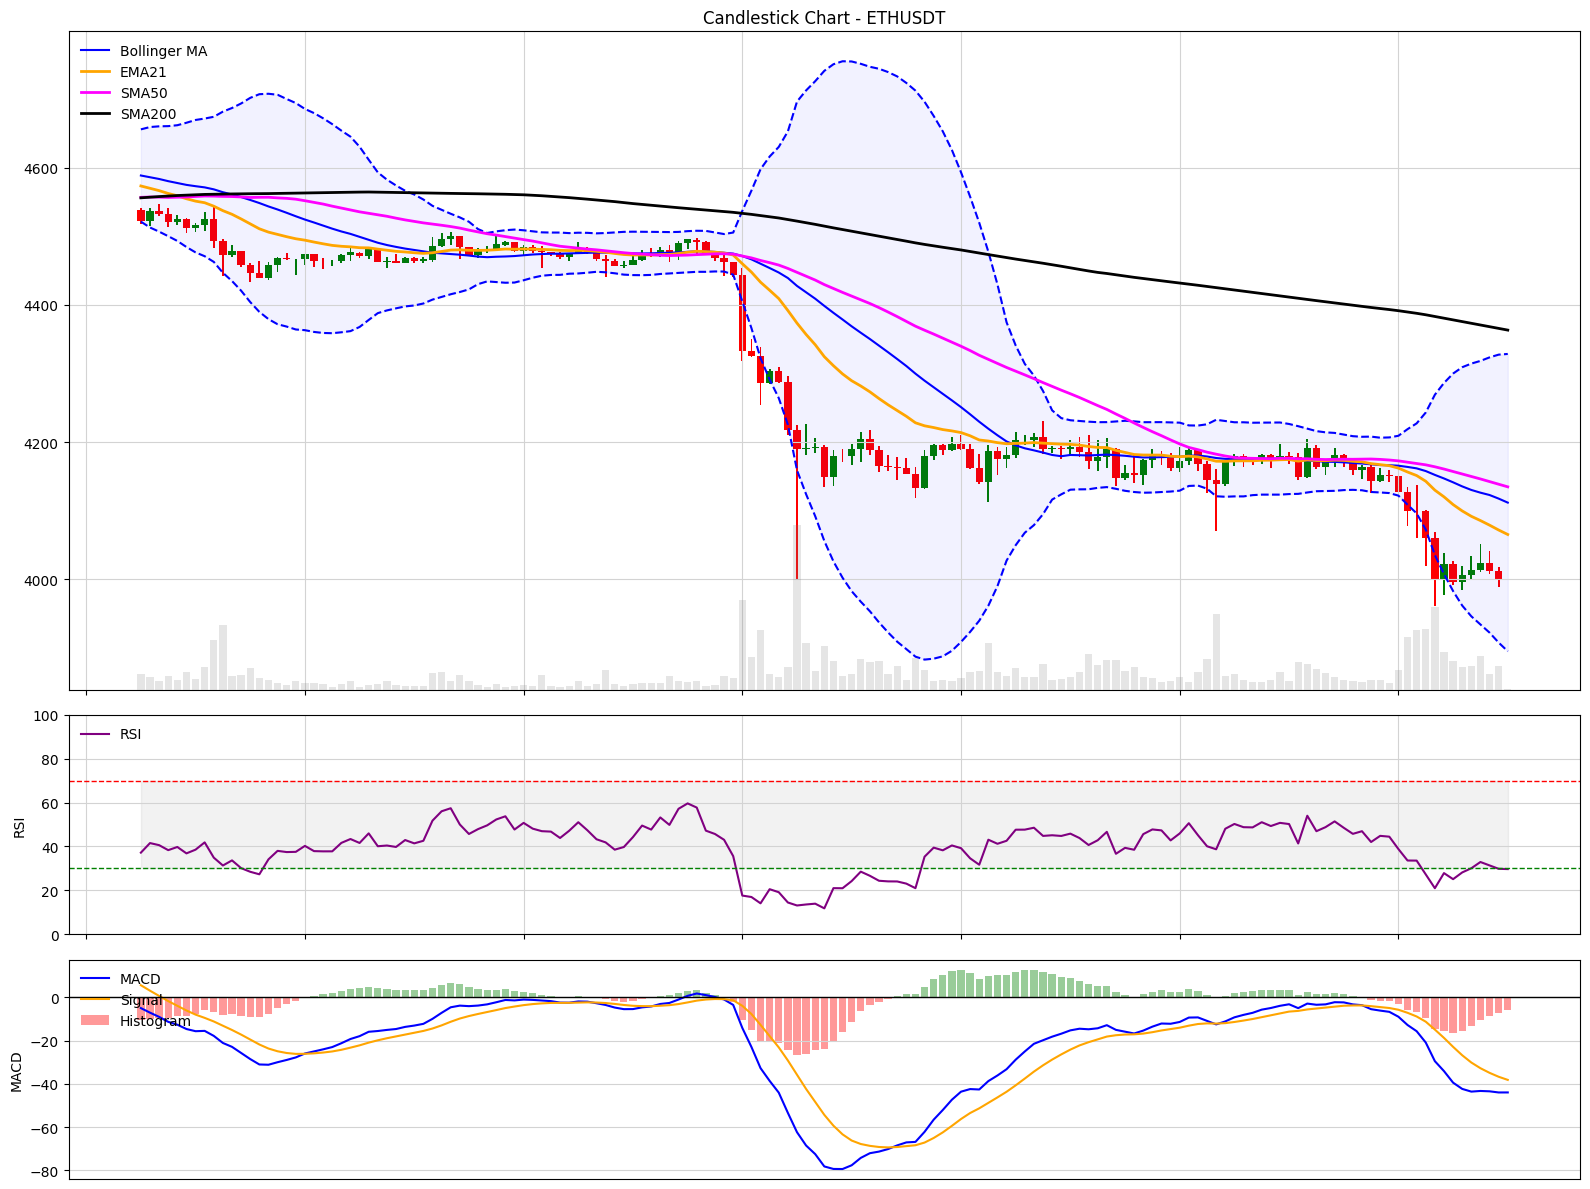 Candlestick Chart - ETHUSDT
Bollinger MA
EMA21
SMA50
SMA200
4600
4400
4200
4000
RSI
100
80
60
40
20
0
RSI
MACD
Signal
Histogram
0
−20
−40
−60
−80
MACD